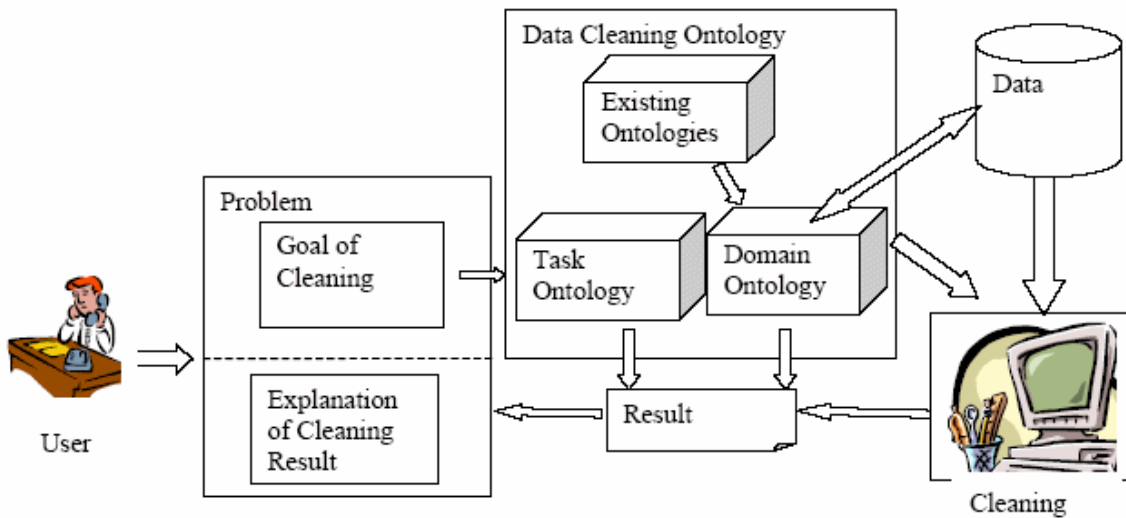 Data Cleaning Ontology
Existing
Ontologies
Data
Problem
Goal of
Cleaning
Task
Ontology
Domain
Ontology
User
Explanation
of Cleaning
Result
Result
Cleaning